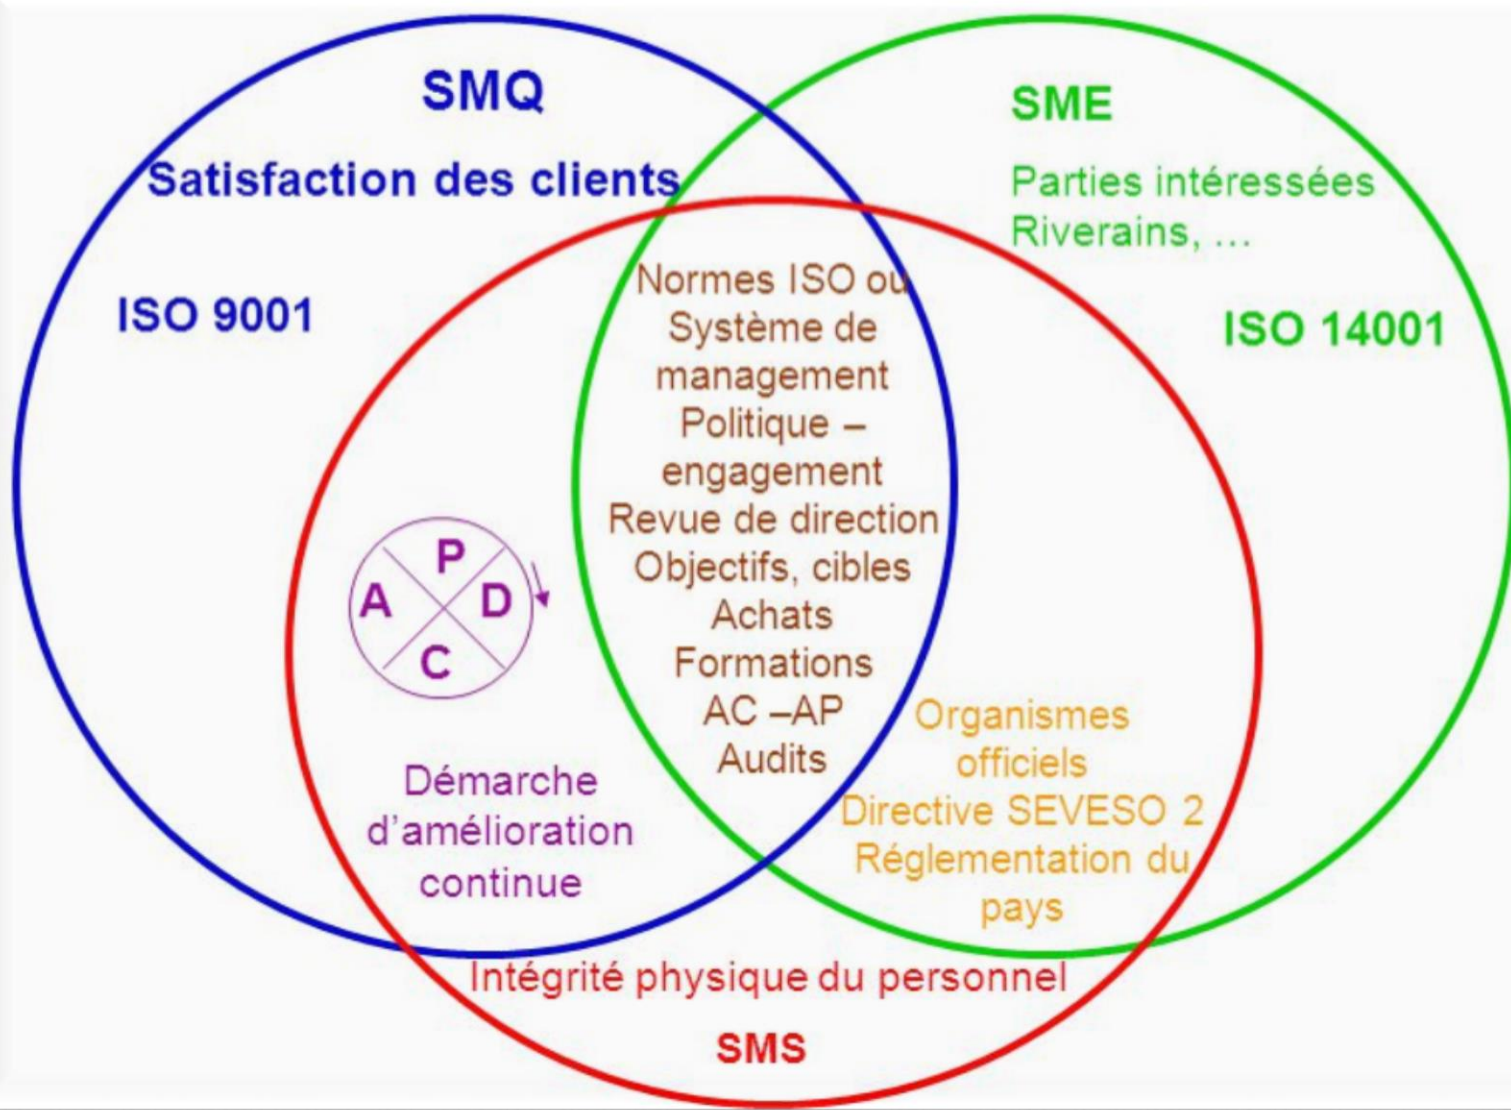 SMQ
Satisfaction des clients
ISO 9001
SME
Parties intéressées
Riverains, ...
ISO 14001
Normes ISO ou
Système de
management
Politique –
engagement
Revue de direction
Objectifs, cibles
Achats
Formations
AC –AP
Audits
P
A D
C
Démarche
d'amélioration
continue
Organismes
officiels
Directive SEVESO 2
Réglementation du
pays
Intégrité physique du personnel
SMS